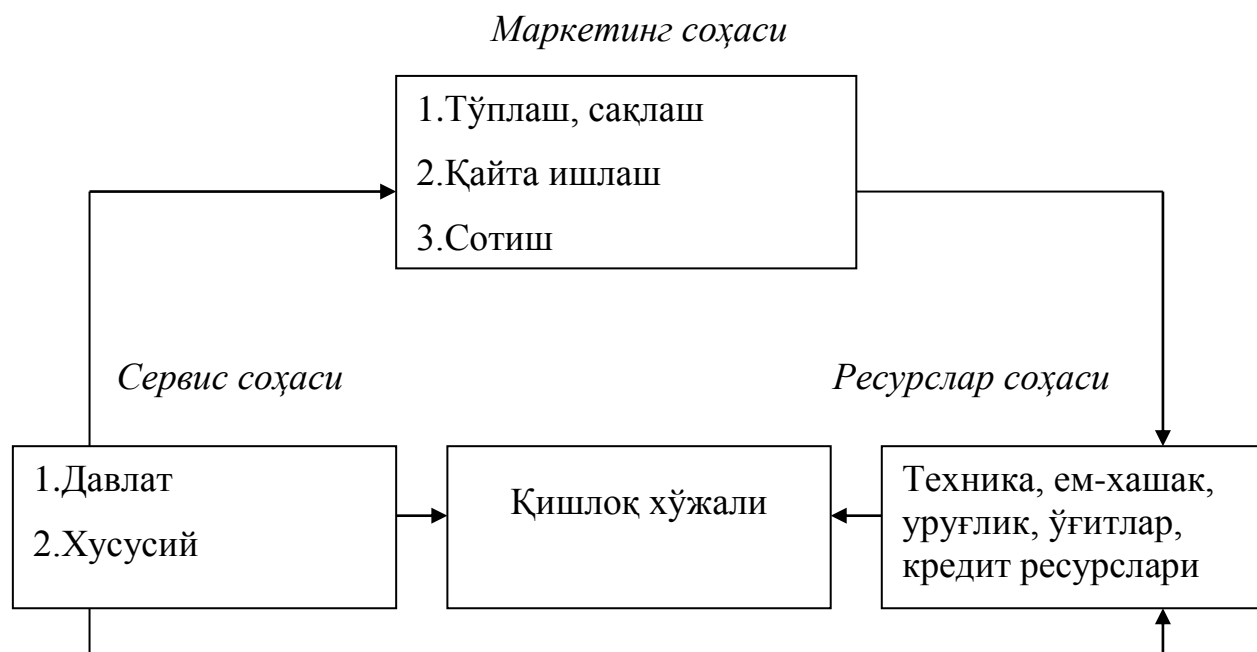 Маркетинг соҳаси
1.Тўплаш, сақлаш
2.Қайта ишлаш
3.Сотиш
Сервис соҳаси
Ресурслар соҳаси
1.Давлат
2.Хусусий
Қишлоқ хўжали
Техника, ем-хашак,
уруғлик, ўғитлар,
кредит ресурслари